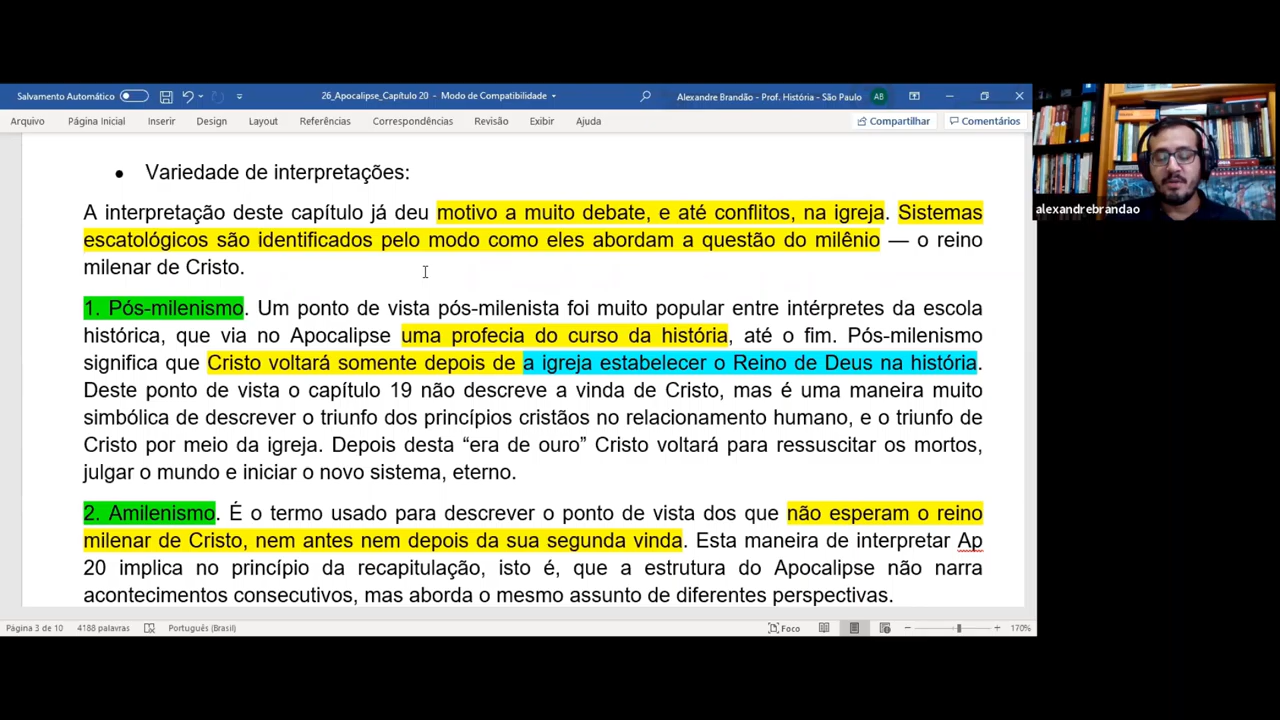 Salvamento Automático
26_Apocalipse_Capítulo 20 - Modo de Compatibilidade
Alexandre Brandão - Prof. História - São Paulo AB
Arquivo Página Inicial Inserir Design Layout Referências Correspondências Revisão Exibir Ajuda Compartilhar Comentários
alexandrebrandao
• Variedade de interpretações:
A interpretação deste capítulo já deu motivo a muito debate, e até conflitos, na igreja. Sistemas
escatológicos são identificados pelo modo como eles abordam a questão do milênio — o reino
milenar de Cristo.
1. Pós-milenismo. Um ponto de vista pós-milenista foi muito popular entre intérpretes da escola
histórica, que via no Apocalipse uma profecia do curso da história, até o fim. Pós-milenismo
significa que Cristo voltará somente depois de a igreja estabelecer o Reino de Deus na história.
Deste ponto de vista o capítulo 19 não descreve a vinda de Cristo, mas é uma maneira muito
simbólica de descrever o triunfo dos princípios cristãos no relacionamento humano, e o triunfo de
Cristo por meio da igreja. Depois desta “era de ouro” Cristo voltará para ressuscitar os mortos,
julgar o mundo e iniciar o novo sistema, eterno.
2. Amilenismo. É o termo usado para descrever o ponto de vista dos que não esperam o reino
milenar de Cristo, nem antes nem depois da sua segunda vinda. Esta maneira de interpretar Ap
20 implica no princípio da recapitulação, isto é, que a estrutura do Apocalipse não narra
acontecimentos consecutivos, mas aborda o mesmo assunto de diferentes perspectivas.
Página 3 de 10 4188 palavras Português (Brasil) Foco 170%